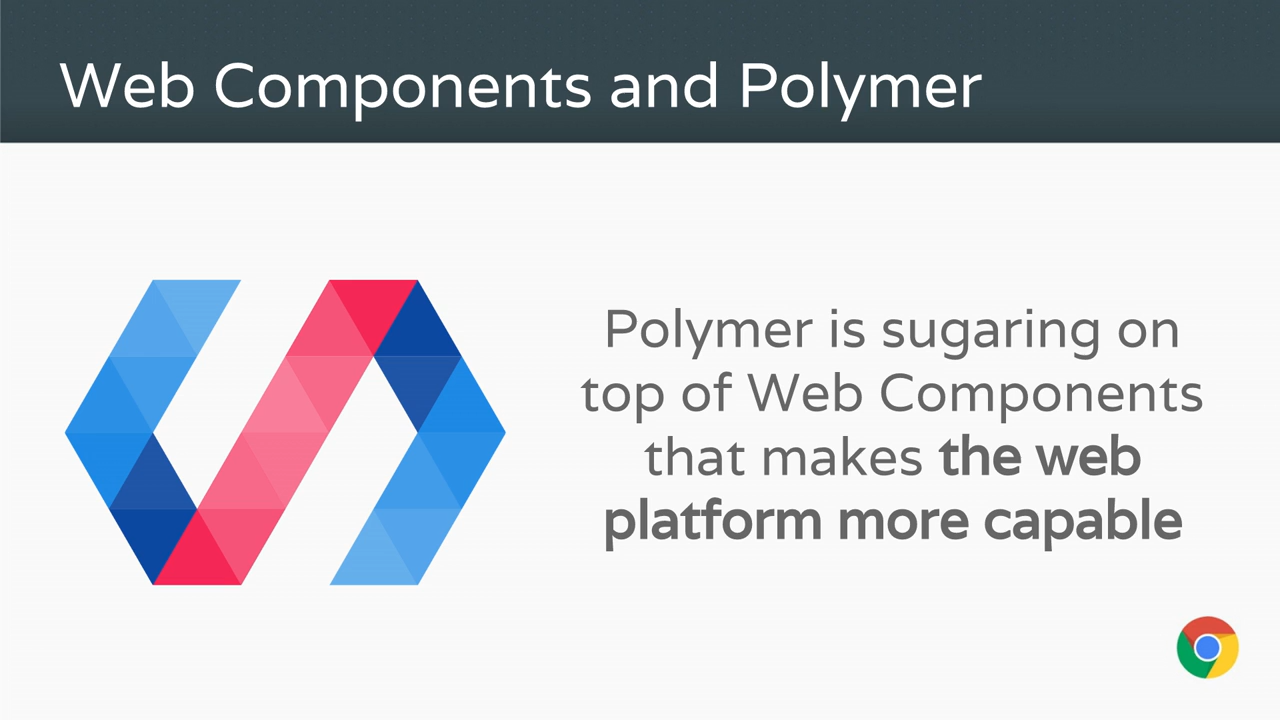 Web Components and Polymer
Polymer is sugaring on
top of Web Components
that makes the web
platform more capable